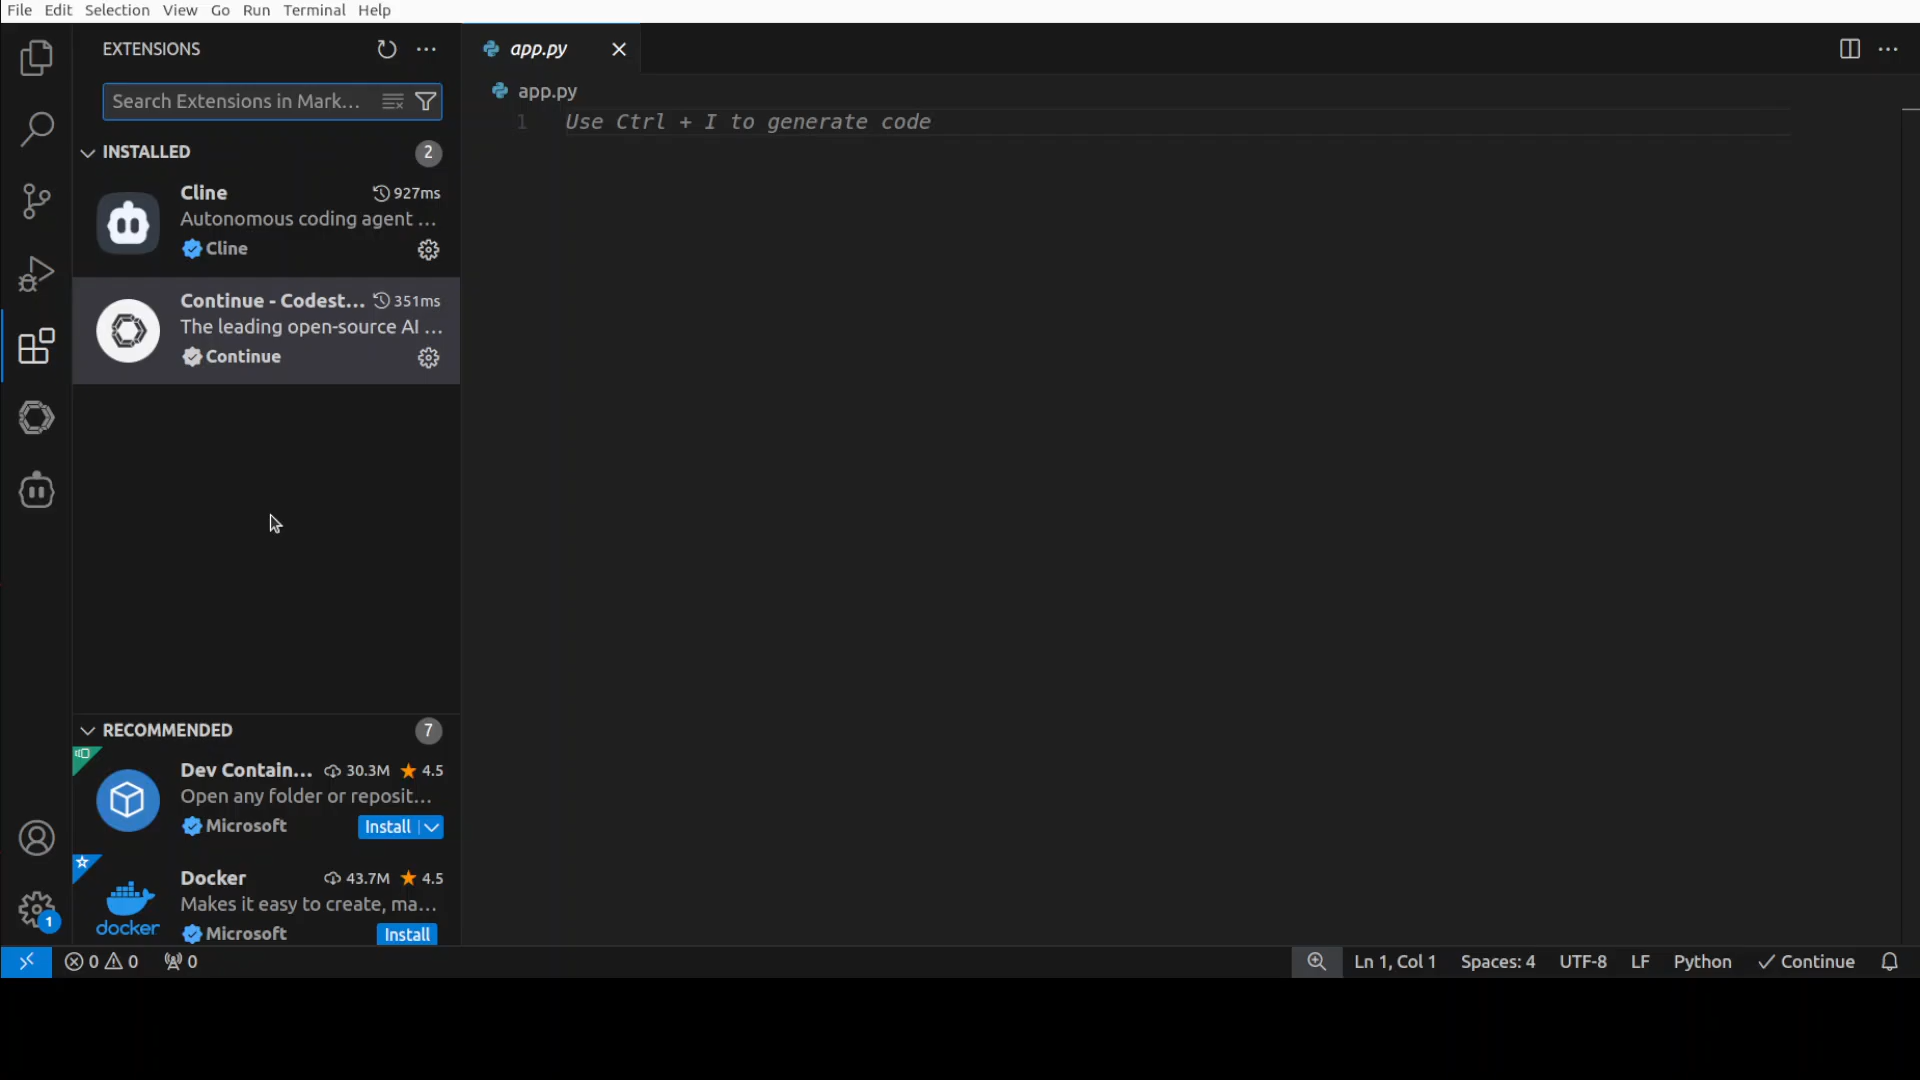 File Edit Selection View Go Run Terminal Help
EXTENSIONS
Search Extensions in Mark...
INSTALLED 2
Cline 927ms
Autonomous coding agent ...
Cline
Continue - Codest... 351ms
The leading open-source AI ...
Continue
RECOMMENDED 7
Dev Contain... 30.3M 4.5
Open any folder or reposit...
Microsoft Install
Docker 43.7M 4.5
Makes it easy to create, ma...
docker
Microsoft Install
1
app.py
app.py
1 Use Ctrl + I to generate code
0 0 0
Ln 1, Col 1 Spaces: 4 UTF-8 LF Python Continue